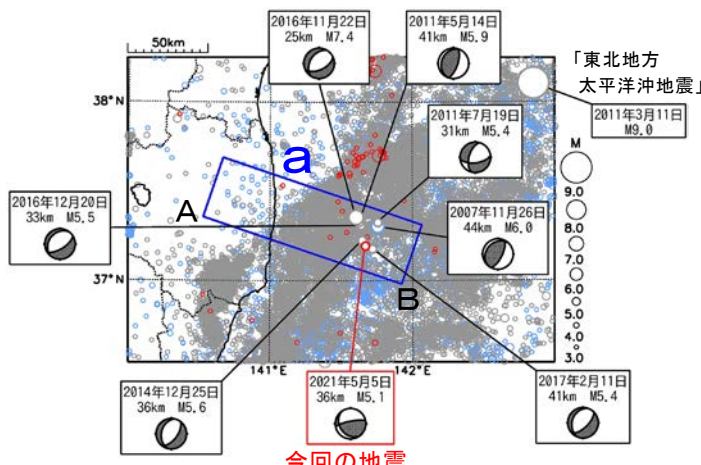 50km
38°N
37°N
141°E
142°E
a
A
B
2016年11月22日
25km M7.4
2011年5月14日
41km M5.9
「東北地方
太平洋沖地震」
2011年3月11日
M9.0
2011年7月19日
31km M5.4
2016年12月20日
33km M5.5
2007年11月26日
44km M6.0
2014年12月25日
36km M5.6
2021年5月5日
36km M5.1
今回の地震
2017年2月11日
41km M5.4
M
9.0
8.0
7.0
6.0
5.0
4.0
3.0